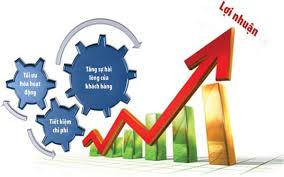 Lợi nhuận
Tăng sự hài
lòng của
khách hàng
Tối ưu
hóa hoạt
động
Tiết kiệm
chi phí